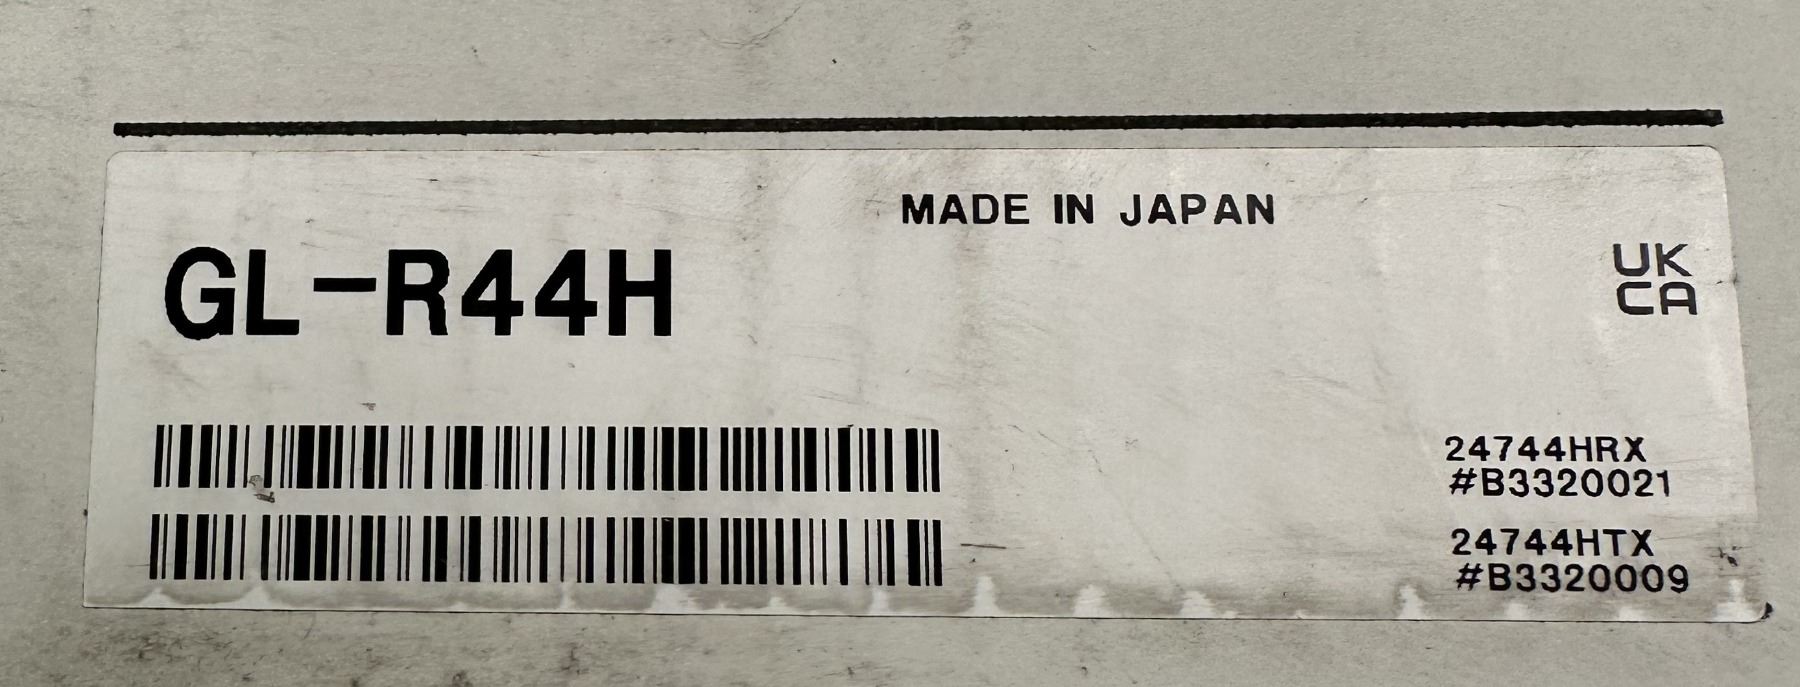 MADE IN JAPAN
GL-R44H
UK
CA
24744HRX
#B3320021
24744HTX
#B3320009